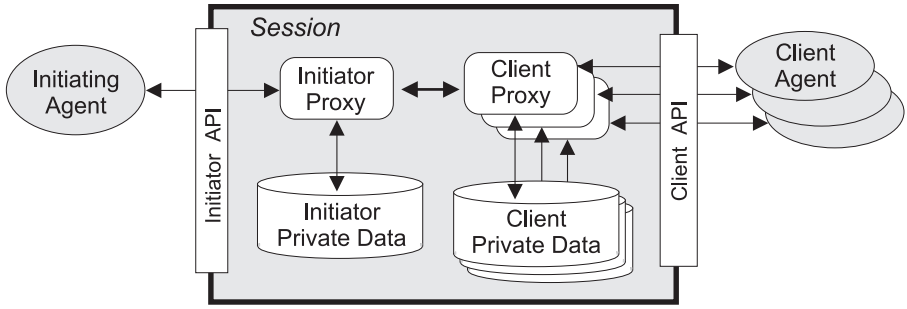 Session
Initiating
Agent
Initiator API
Initiator
Proxy
Client
Proxy
Client API
Client
Agent
Initiator
Private Data
Client
Private Data